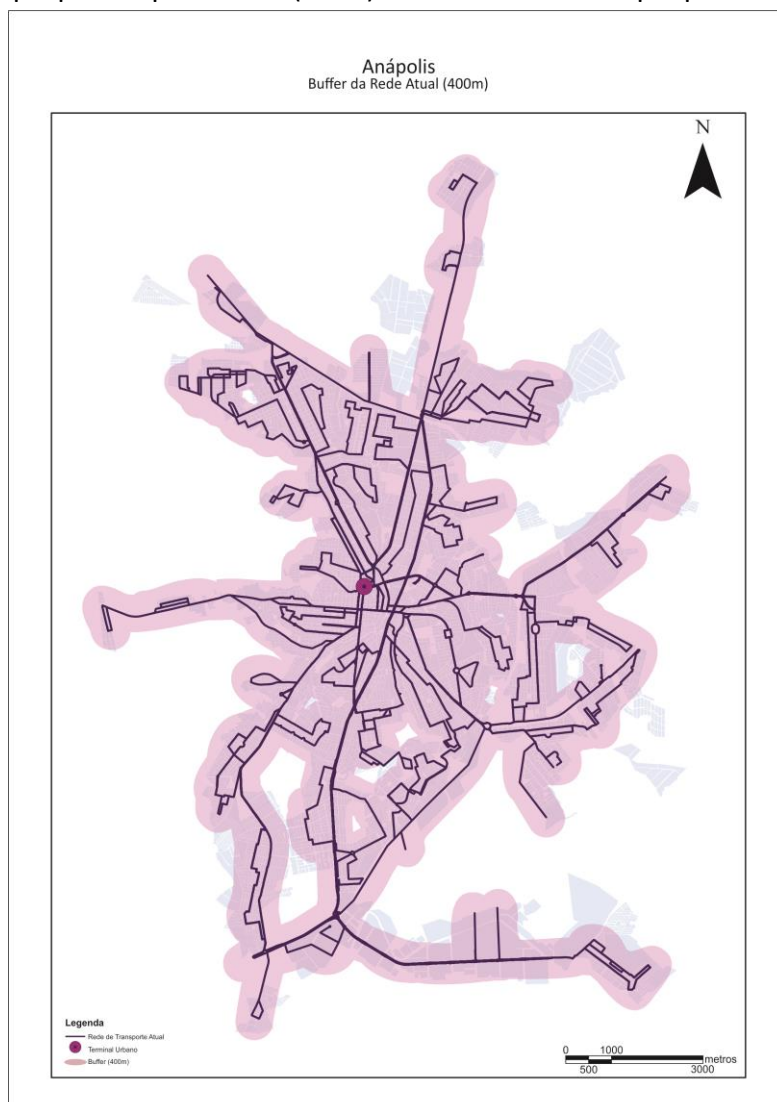 Anápolis
Buffer da Rede Atual (400m)
N
Legenda
Rede de Transporte Atual
Terminal Urbano
Buffer (400m)
0 1000
metros
500 3000